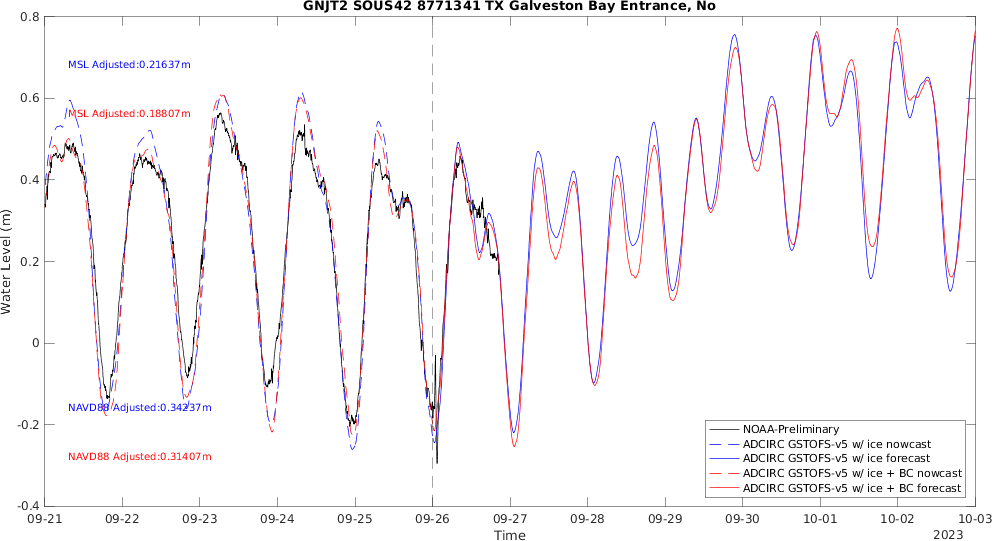 GNJT2 SOUS42 8771341 TX Galveston Bay Entrance, No
0.8
0.6
0.4
0.2
0
-0.2
-0.4
Water Level (m)
MSL Adjusted:0.21637m
MSL Adjusted:0.18807m
NAVD88 Adjusted:0.34237m
NAVD88 Adjusted:0.31407m
NOAA-Preliminary
ADCIRC GSTOFS-v5 w/ ice nowcast
ADCIRC GSTOFS-v5 w/ ice forecast
ADCIRC GSTOFS-v5 w/ ice + BC nowcast
ADCIRC GSTOFS-v5 w/ ice + BC forecast
09-21 09-22 09-23 09-24 09-25 09-26 09-27 09-28 09-29 09-30 10-01 10-02 10-03
Time
2023